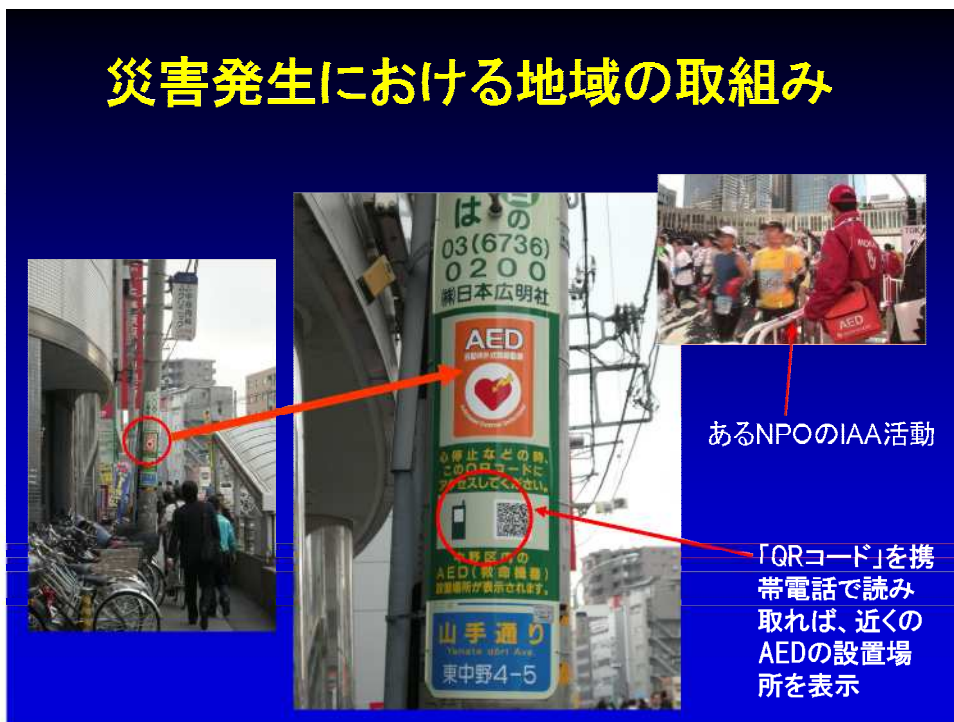 災害発生における地域の取組み
は の
03(6736)
0200
㈱日本広明社
AED
心停止などの時、
このQRコードに
アクセスしてください。
中野区内の
AED(救命機器)
設置場所が表示されます。
山手通り
Yamate dōri Ave.
東中野4-5
AED
あるNPOのIAA活動
「QRコード」を携
帯電話で読み
取れば、近くの
AEDの設置場
所を表示